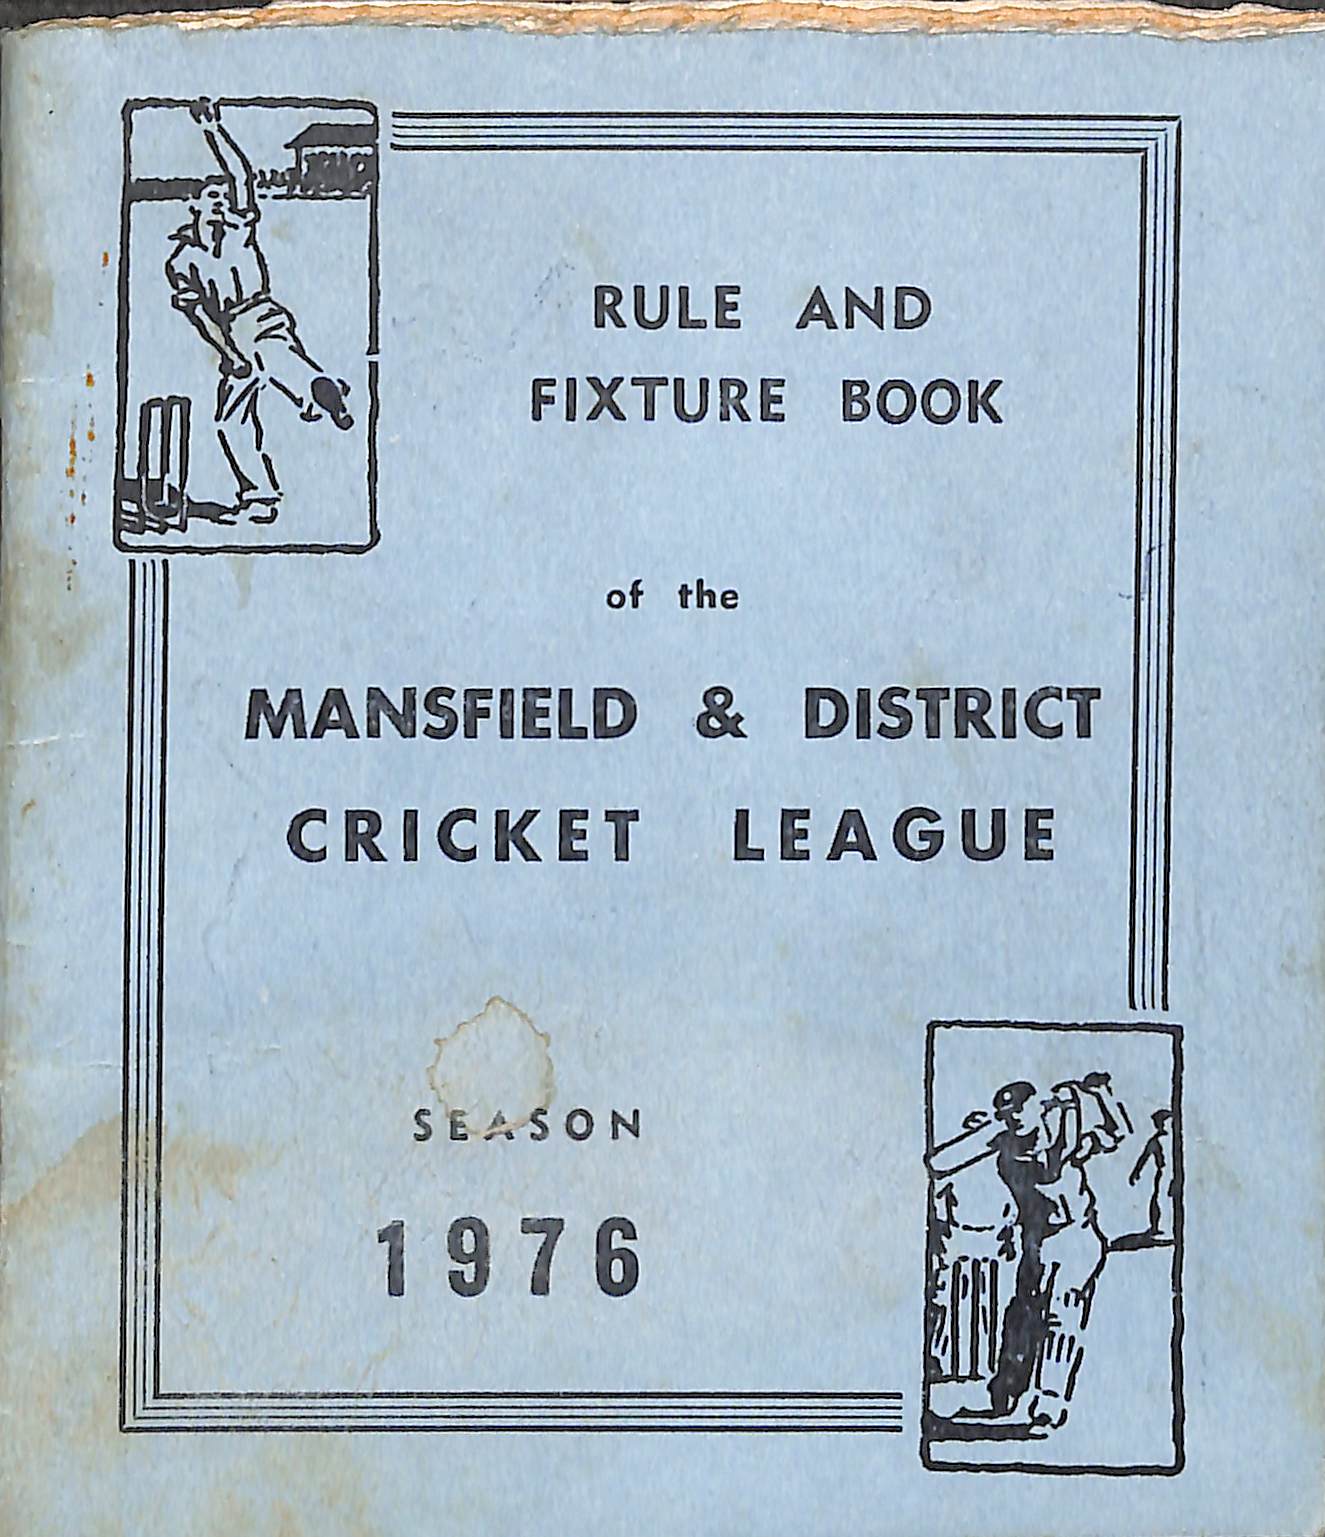 RULE AND
FIXTURE BOOK
of the
MANSFIELD & DISTRICT
CRICKET LEAGUE
SEASON
1976